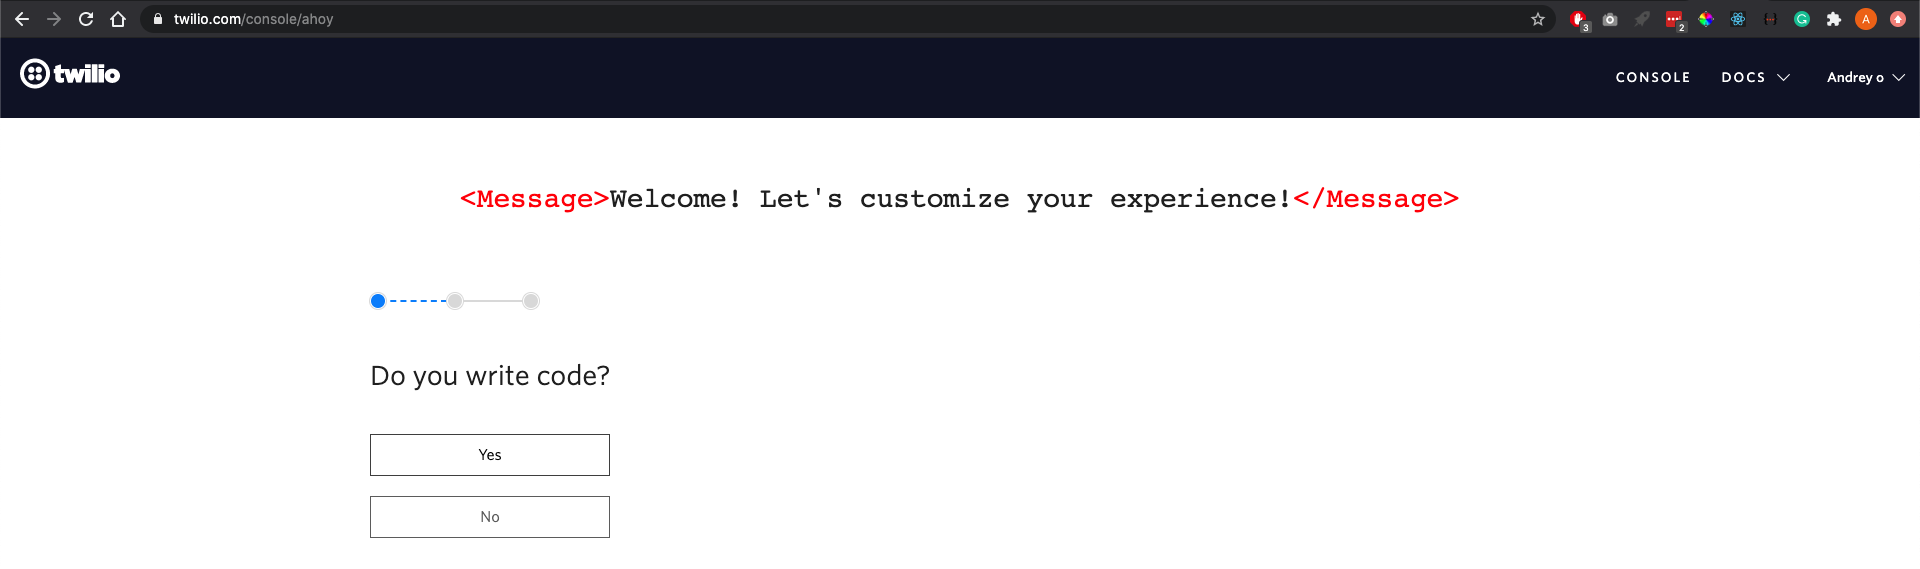 twilio.com/console/ahoy
3
2
A
twilio
CONSOLE DOCS Andrey o
<Message>Welcome! Let's customize your experience!</Message>
Do you write code?
Yes
No